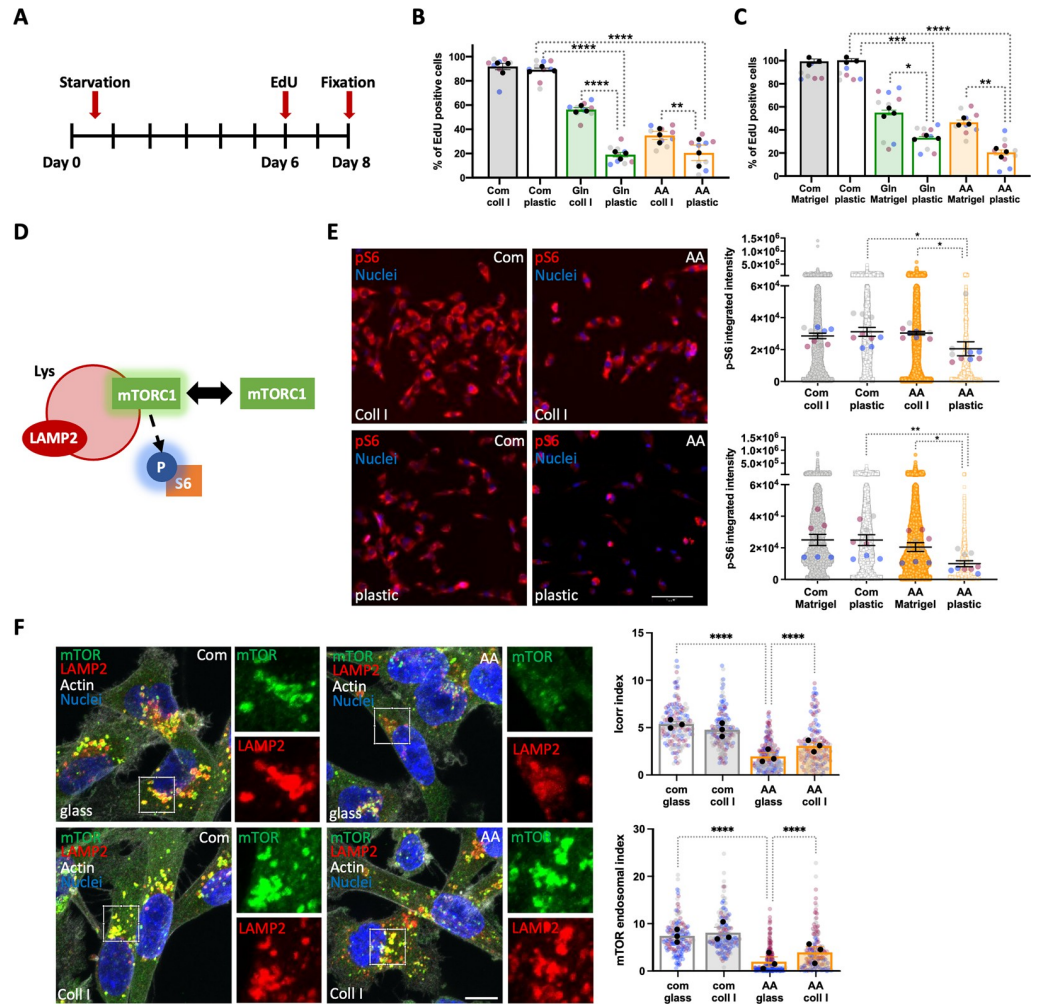 A
Starvation
EdU
Fixation
Day 0
Day 6
Day 8
B
% of EdU positive cells
100
80
60
40
20
0
****
****
****
**
Com
coll I
Com
plastic
Gln
coll I
Gln
plastic
AA
coll I
AA
plastic
C
% of EdU positive cells
100
80
60
40
20
0
****
***
*
**
Com
Matrigel
Com
plastic
Gln
Matrigel
Gln
plastic
AA
Matrigel
AA
plastic
D
Lys
mTORC1
mTORC1
LAMP2
P
S6
E
pS6
Nuclei
Com
Coll I
pS6
Nuclei
AA
Coll I
pS6
Nuclei
Com
plastic
pS6
Nuclei
AA
plastic
p-S6 integrated intensity
1.5×10⁶
1.0×10⁶
5.0×10⁵
6×10⁴
4×10⁴
2×10⁴
0
*
*
Com
coll I
Com
plastic
AA
coll I
AA
plastic
p-S6 integrated intensity
1.5×10⁶
1.0×10⁶
5.0×10⁵
6×10⁴
4×10⁴
2×10⁴
0
**
*
Com
Matrigel
Com
plastic
AA
Matrigel
AA
plastic
F
mTOR
LAMP2
Actin
Nuclei
Com
glass
mTOR
LAMP2
mTOR
LAMP2
Actin
Nuclei
AA
glass
mTOR
LAMP2
mTOR
LAMP2
Actin
Nuclei
Com
Coll I
mTOR
LAMP2
mTOR
LAMP2
Actin
Nuclei
AA
Coll I
mTOR
LAMP2
Icorr index
15
10
5
0
****
****
com
glass
com
coll I
AA
glass
AA
coll I
mTOR endosomal index
30
20
10
0
****
****
com
glass
com
coll I
AA
glass
AA
coll I